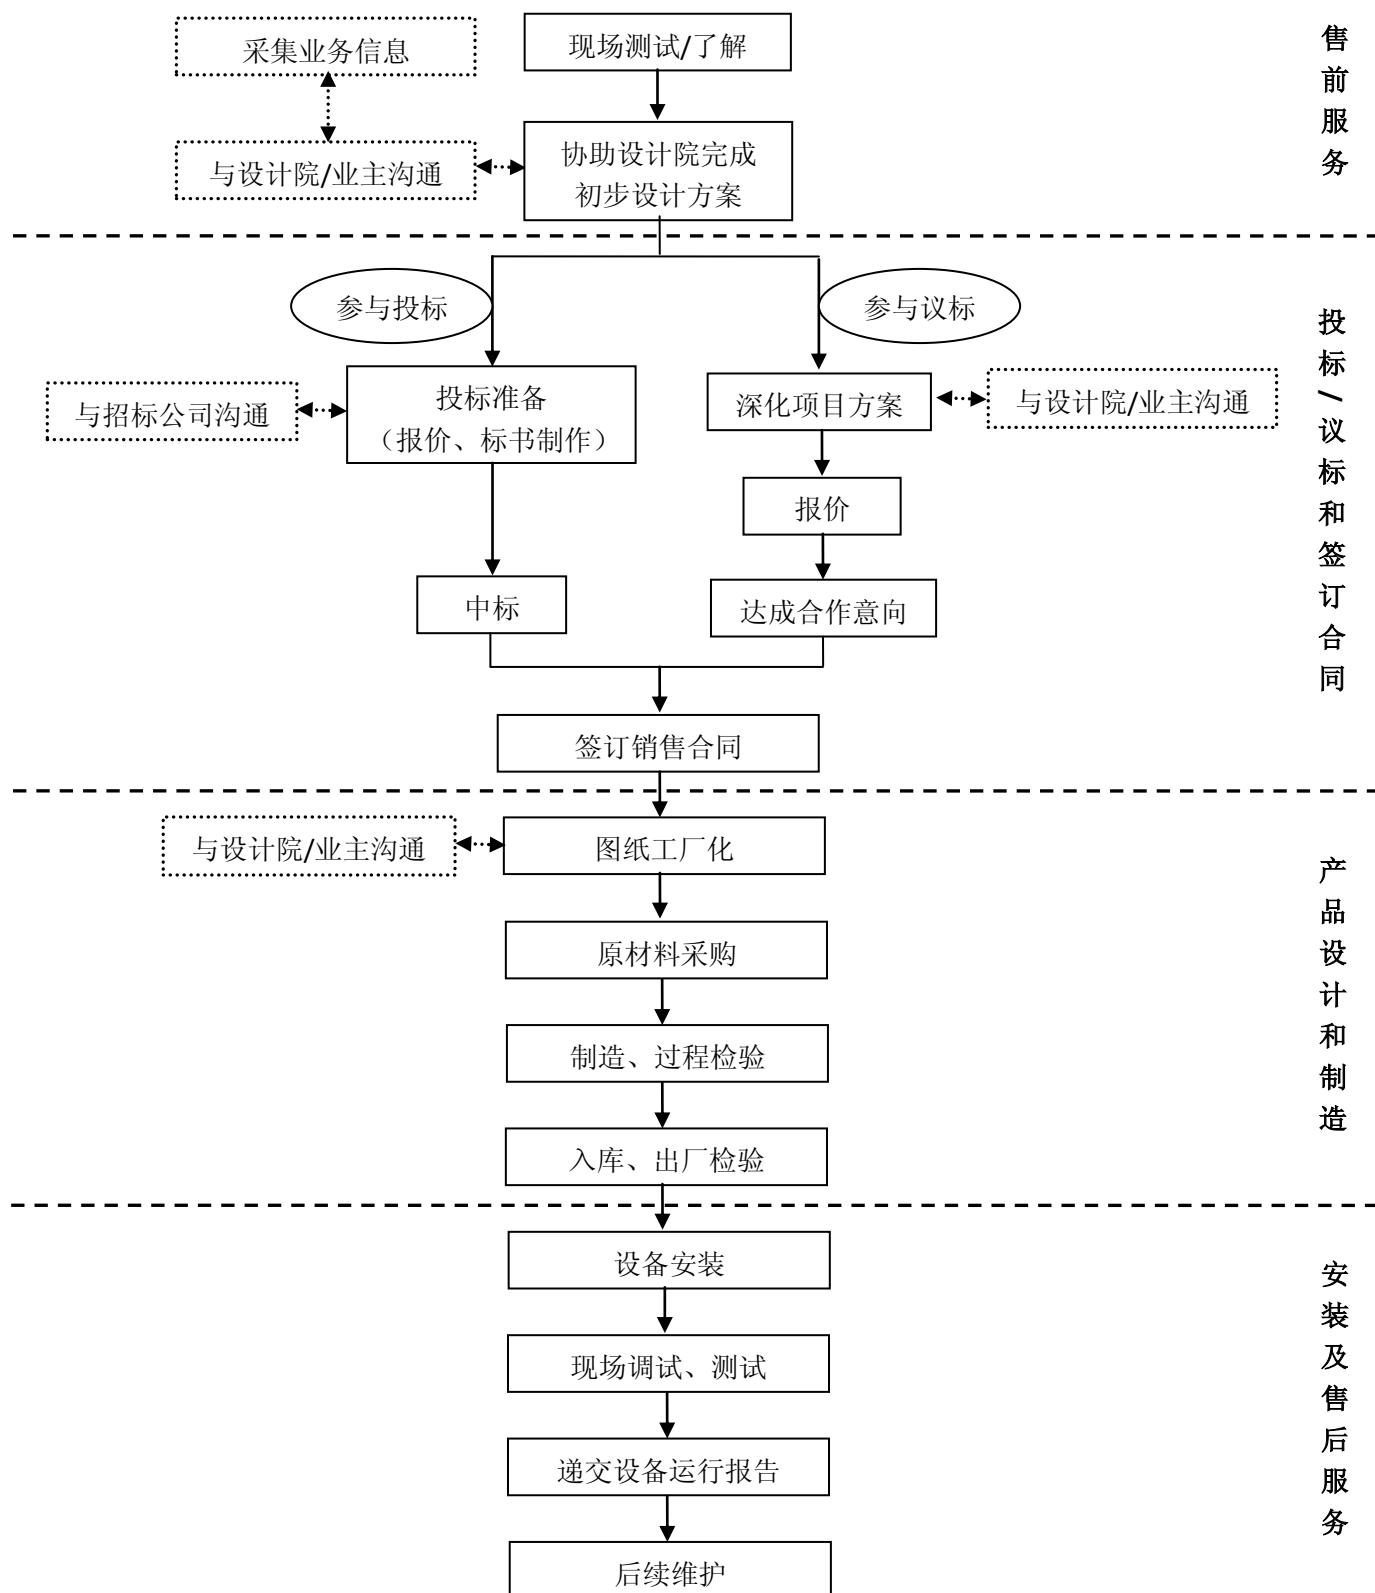 采集业务信息
现场测试/了解
与设计院/业主沟通
协助设计院完成
初步设计方案
售前服务
参与投标
参与议标
与招标公司沟通
投标准备
（报价、标书制作）
深化项目方案
与设计院/业主沟通
报价
中标
达成合作意向
签订销售合同
投标/议标和签订合同
与设计院/业主沟通
图纸工厂化
原材料采购
制造、过程检验
入库、出厂检验
产品设计和制造
设备安装
现场调试、测试
递交设备运行报告
后续维护
安装及售后服务